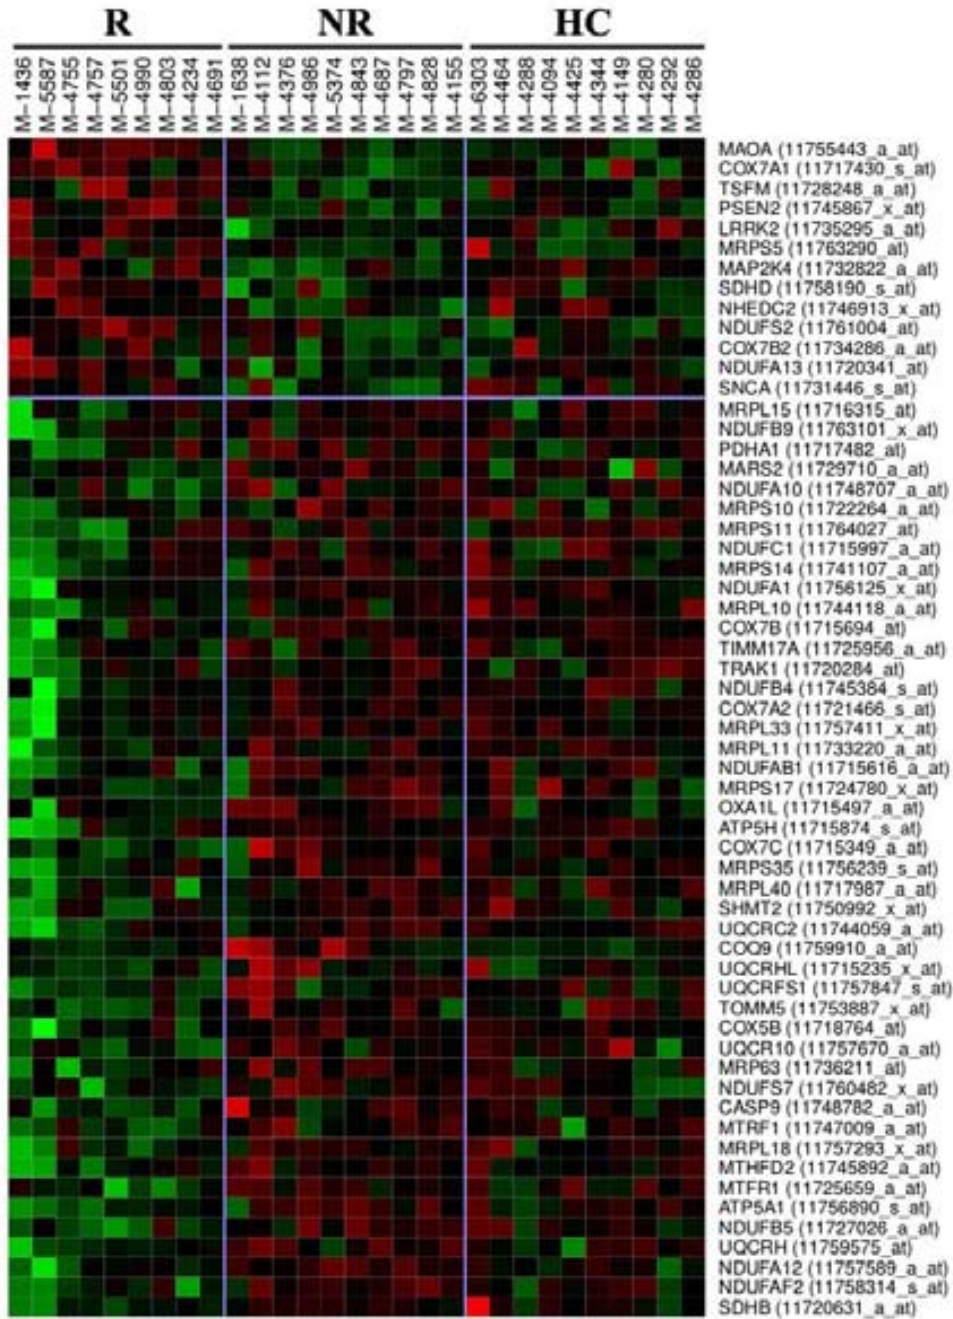 R NR HC
M-1436 M-5587 M-4755 M-4757 M-5501 M-4990 M-4803 M-4234 M-4691 M-1638 M-4112 M-4376 M-4986 M-5374 M-4843 M-4687 M-4797 M-4828 M-4155 M-6303 M-4464 M-4288 M-4094 M-4425 M-4344 M-4149 M-4280 M-4292 M-4286
MAOA (11755443_a_at)
COX7A1 (11717430_s_at)
TSFM (11728248_a_at)
PSEN2 (11745867_x_at)
LRRK2 (11735295_a_at)
MRPS5 (11763290_at)
MAP2K4 (11732822_a_at)
SDHD (11758190_s_at)
NHEDC2 (11746913_x_at)
NDUFS2 (11761004_at)
COX7B2 (11734286_a_at)
NDUFA13 (11720341_at)
SNCA (11731446_s_at)
MRPL15 (11716315_at)
NDUFB9 (11763101_x_at)
PDHA1 (11717482_at)
MARS2 (11729710_a_at)
NDUFA10 (11748707_a_at)
MRPS10 (11722264_a_at)
MRPS11 (11764027_at)
NDUFC1 (11715997_a_at)
MRPS14 (11741107_a_at)
NDUFA1 (11756125_x_at)
MRPL10 (11744118_a_at)
COX7B (11715694_at)
TIMM17A (11725956_a_at)
TRAK1 (11720284_at)
NDUFB4 (11745384_s_at)
COX7A2 (11721466_s_at)
MRPL33 (11757411_x_at)
MRPL11 (11733220_a_at)
NDUFAB1 (11715616_a_at)
MRPS17 (11724780_x_at)
OXA1L (11715497_a_at)
ATP5H (11715874_s_at)
COX7C (11715349_a_at)
MRPS35 (11756239_s_at)
MRPL40 (11717987_a_at)
SHMT2 (11750992_x_at)
UQCRC2 (11744059_a_at)
COQ9 (11759910_a_at)
UQCRHL (11715235_x_at)
UQCRFS1 (11757847_s_at)
TOMM5 (11753887_x_at)
COX5B (11718764_at)
UQCR10 (11757670_a_at)
MRP63 (11736211_at)
NDUFS7 (11760482_x_at)
CASP9 (11748782_a_at)
MTRF1 (11747009_a_at)
MRPL18 (11757293_x_at)
MTHFD2 (11745892_a_at)
MTFR1 (11725659_a_at)
ATP5A1 (11756890_s_at)
NDUFB5 (11727026_a_at)
UQCRH (11759575_at)
NDUFA12 (11757589_a_at)
NDUFAF2 (11758314_s_at)
SDHB (11720631_a_at)